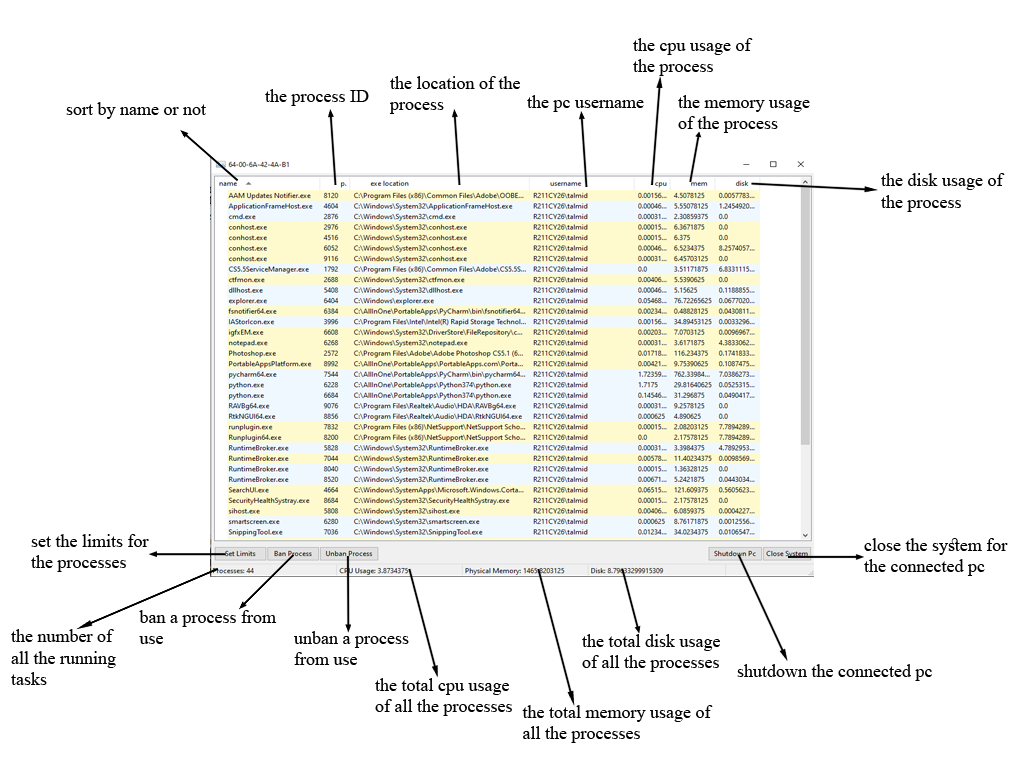 the cpu usage of
the process
the location of the
process
the process ID
the pc username
the memory usage
of the process
sort by name or not
the disk usage of
the process
64-00-6A-42-4A-B1
name p. exe location username cpu mem disk
AAM Updates Notifier.exe 8120 C:\Program Files (x86)\Common Files\Adobe\OOBE... R211CY26\talmid 0.00156... 4.5078125 0.0057783...
ApplicationFrameHost.exe 4604 C:\Windows\System32\ApplicationFrameHost.exe R211CY26\talmid 0.00046... 5.55078125 1.2454920...
cmd.exe 2876 C:\Windows\System32\cmd.exe R211CY26\talmid 0.00031... 2.30859375 0.0
conhost.exe 2976 C:\Windows\System32\conhost.exe R211CY26\talmid 0.00015... 6.3671875 0.0
conhost.exe 4516 C:\Windows\System32\conhost.exe R211CY26\talmid 0.00015... 6.375 0.0
conhost.exe 6052 C:\Windows\System32\conhost.exe R211CY26\talmid 0.00046... 6.5234375 8.2574057...
conhost.exe 9116 C:\Windows\System32\conhost.exe R211CY26\talmid 0.00031... 6.45703125 0.0
CS5.5ServiceManager.exe 1792 C:\Program Files (x86)\Common Files\Adobe\CS5.5S... R211CY26\talmid 0.0 3.51171875 6.8331115...
ctfmon.exe 2688 C:\Windows\System32\ctfmon.exe R211CY26\talmid 0.00406... 5.5390625 0.0
dllhost.exe 5408 C:\Windows\System32\dllhost.exe R211CY26\talmid 0.00046... 5.15625 0.1188855...
explorer.exe 6404 C:\Windows\explorer.exe R211CY26\talmid 0.05468... 76.72265625 0.0677020...
fsnotifier64.exe 6384 C:\AllInOne\PortableApps\PyCharm\bin\fsnotifier64... R211CY26\talmid 0.00234... 0.48828125 0.0430811...
IAStorIcon.exe 3996 C:\Program Files\Intel\Intel(R) Rapid Storage Technol... R211CY26\talmid 0.00156... 34.89453125 0.0033296...
igfxEM.exe 6608 C:\Windows\System32\DriverStore\FileRepository\c... R211CY26\talmid 0.00203... 7.0703125 0.0096967...
notepad.exe 6268 C:\Windows\System32\notepad.exe R211CY26\talmid 0.00031... 3.6171875 4.3833062...
Photoshop.exe 2572 C:\Program Files\Adobe\Adobe Photoshop CS5.1 (6... R211CY26\talmid 0.01718... 116.234375 0.1741833...
PortableAppsPlatform.exe 8992 C:\AllInOne\PortableApps\PortableApps.com\Porta... R211CY26\talmid 0.00421... 9.75390625 0.1087475...
pycharm64.exe 7544 C:\AllInOne\PortableApps\PyCharm\bin\pycharm64... R211CY26\talmid 1.72359... 762.33984... 7.0386273...
python.exe 6228 C:\AllInOne\PortableApps\Python374\python.exe R211CY26\talmid 1.7175 29.81640625 0.0525315...
python.exe 6684 C:\AllInOne\PortableApps\Python374\python.exe R211CY26\talmid 0.14546... 31.296875 0.0490417...
RAVBg64.exe 9076 C:\Program Files\Realtek\Audio\HDA\RAVBg64.exe R211CY26\talmid 0.00031... 9.2578125 0.0
RtkNGUI64.exe 8856 C:\Program Files\Realtek\Audio\HDA\RtkNGUI64.exe R211CY26\talmid 0.000625 4.890625 0.0
runplugin.exe 7832 C:\Program Files (x86)\NetSupport\NetSupport Scho... R211CY26\talmid 0.00015... 2.08203125 7.7894289...
Runplugin64.exe 8200 C:\Program Files (x86)\NetSupport\NetSupport Scho... R211CY26\talmid 0.0 2.17578125 7.7894289...
RuntimeBroker.exe 5828 C:\Windows\System32\RuntimeBroker.exe R211CY26\talmid 0.00031... 3.3984375 4.7892953...
RuntimeBroker.exe 7044 C:\Windows\System32\RuntimeBroker.exe R211CY26\talmid 0.00578... 11.40234375 0.0098569...
RuntimeBroker.exe 8040 C:\Windows\System32\RuntimeBroker.exe R211CY26\talmid 0.00015... 1.36328125 0.0
RuntimeBroker.exe 8520 C:\Windows\System32\RuntimeBroker.exe R211CY26\talmid 0.00671... 5.2421875 0.0443034...
SearchUI.exe 4664 C:\Windows\SystemApps\Microsoft.Windows.Corta... R211CY26\talmid 0.06515... 121.609375 0.5605623...
SecurityHealthSystray.exe 8684 C:\Windows\System32\SecurityHealthSystray.exe R211CY26\talmid 0.00015... 2.17578125 0.0
sihost.exe 5808 C:\Windows\System32\sihost.exe R211CY26\talmid 0.00406... 6.0859375 0.0004227...
smartscreen.exe 6280 C:\Windows\System32\smartscreen.exe R211CY26\talmid 0.000625 8.76171875 0.0012556...
SnippingTool.exe 7036 C:\Windows\System32\SnippingTool.exe R211CY26\talmid 0.01234... 34.0234375 0.0106547...
Set Limits Ban Process Unban Process Shutdown Pc Close System
Processes: 44 CPU Usage: 3.8734375 Physical Memory: Disk:
set the limits for
the processes
close the system for
the connected pc
the number of
all the running
tasks
ban a process from
use
unban a process
from use
the total cpu usage
of all the processes
the total memory usage of
all the processes
the total disk usage
of all the processes
shutdown the connected pc